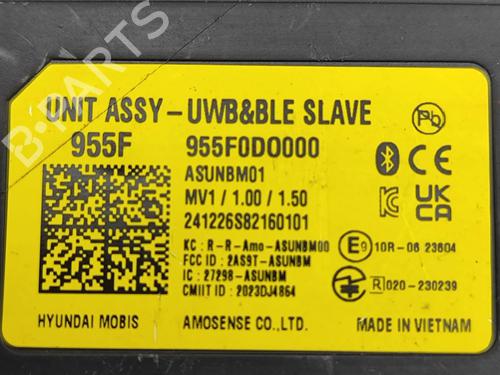 UNIT ASSY-UWB&BLE SLAVE
Pb
955F 955F0DO000
ASUNBM01
MV1 / 1.00 / 1.50
241226S82160101
CE
UK
CA
KC : R-R-Amo-ASUNBM00
FCC ID : 2AS9T-ASUNBM
IC : 27298-ASUNBM
CMIIT ID : 2023DJ4864
E9 10R-06 23604
R 020-230239
HYUNDAI MOBIS AMOSENSE CO.,LTD. MADE IN VIETNAM
B-PARTS